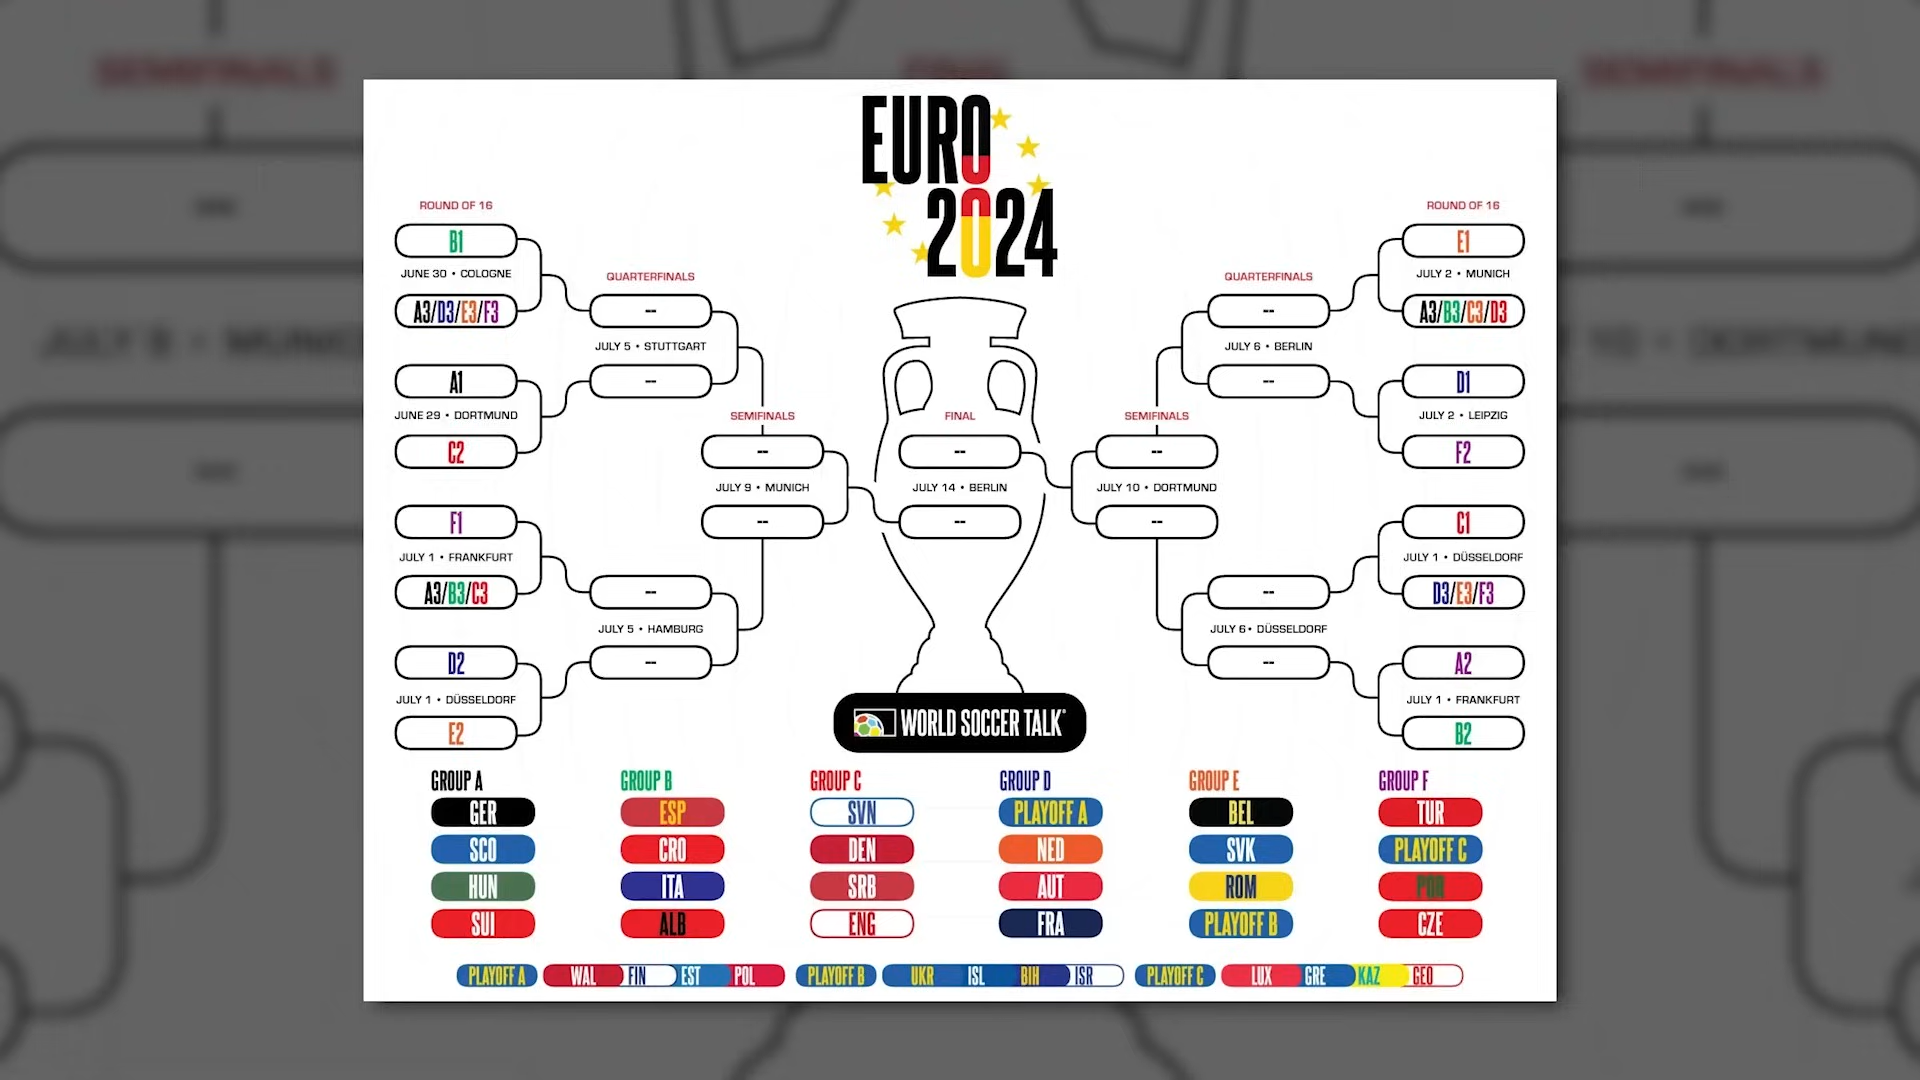 SEMIFINALS
FINAL
SEMIFINALS
EURO
2024
ROUND OF 16
B1
JUNE 30 • COLOGNE
A3/D3/E3/F3
A1
JUNE 29 • DORTMUND
C2
F1
JULY 1 • FRANKFURT
A3/B3/C3
D2
JULY 1 • DÜSSELDORF
E2
QUARTERFINALS
--
JULY 5 • STUTTGART
--
--
JULY 5 • HAMBURG
--
SEMIFINALS
--
JULY 9 • MUNICH
--
FINAL
--
JULY 14 • BERLIN
--
SEMIFINALS
--
JULY 10 • DORTMUND
--
QUARTERFINALS
--
JULY 6 • BERLIN
--
--
JULY 6 • DÜSSELDORF
--
ROUND OF 16
E1
JULY 2 • MUNICH
A3/B3/C3/D3
D1
JULY 2 • LEIPZIG
F2
C1
JULY 1 • DÜSSELDORF
D3/E3/F3
A2
JULY 1 • FRANKFURT
B2
WORLD SOCCER TALK
GROUP A
GER
SCO
HUN
SUI
GROUP B
ESP
CRO
ITA
ALB
GROUP C
SVN
DEN
SRB
ENG
GROUP D
PLAYOFF A
NED
AUT
FRA
GROUP E
BEL
SVK
ROM
PLAYOFF B
GROUP F
TUR
PLAYOFF C
POR
CZE
PLAYOFF A WAL FIN EST POL PLAYOFF B UKR ISL BIH ISR PLAYOFF C LUX GRE KAZ GEO